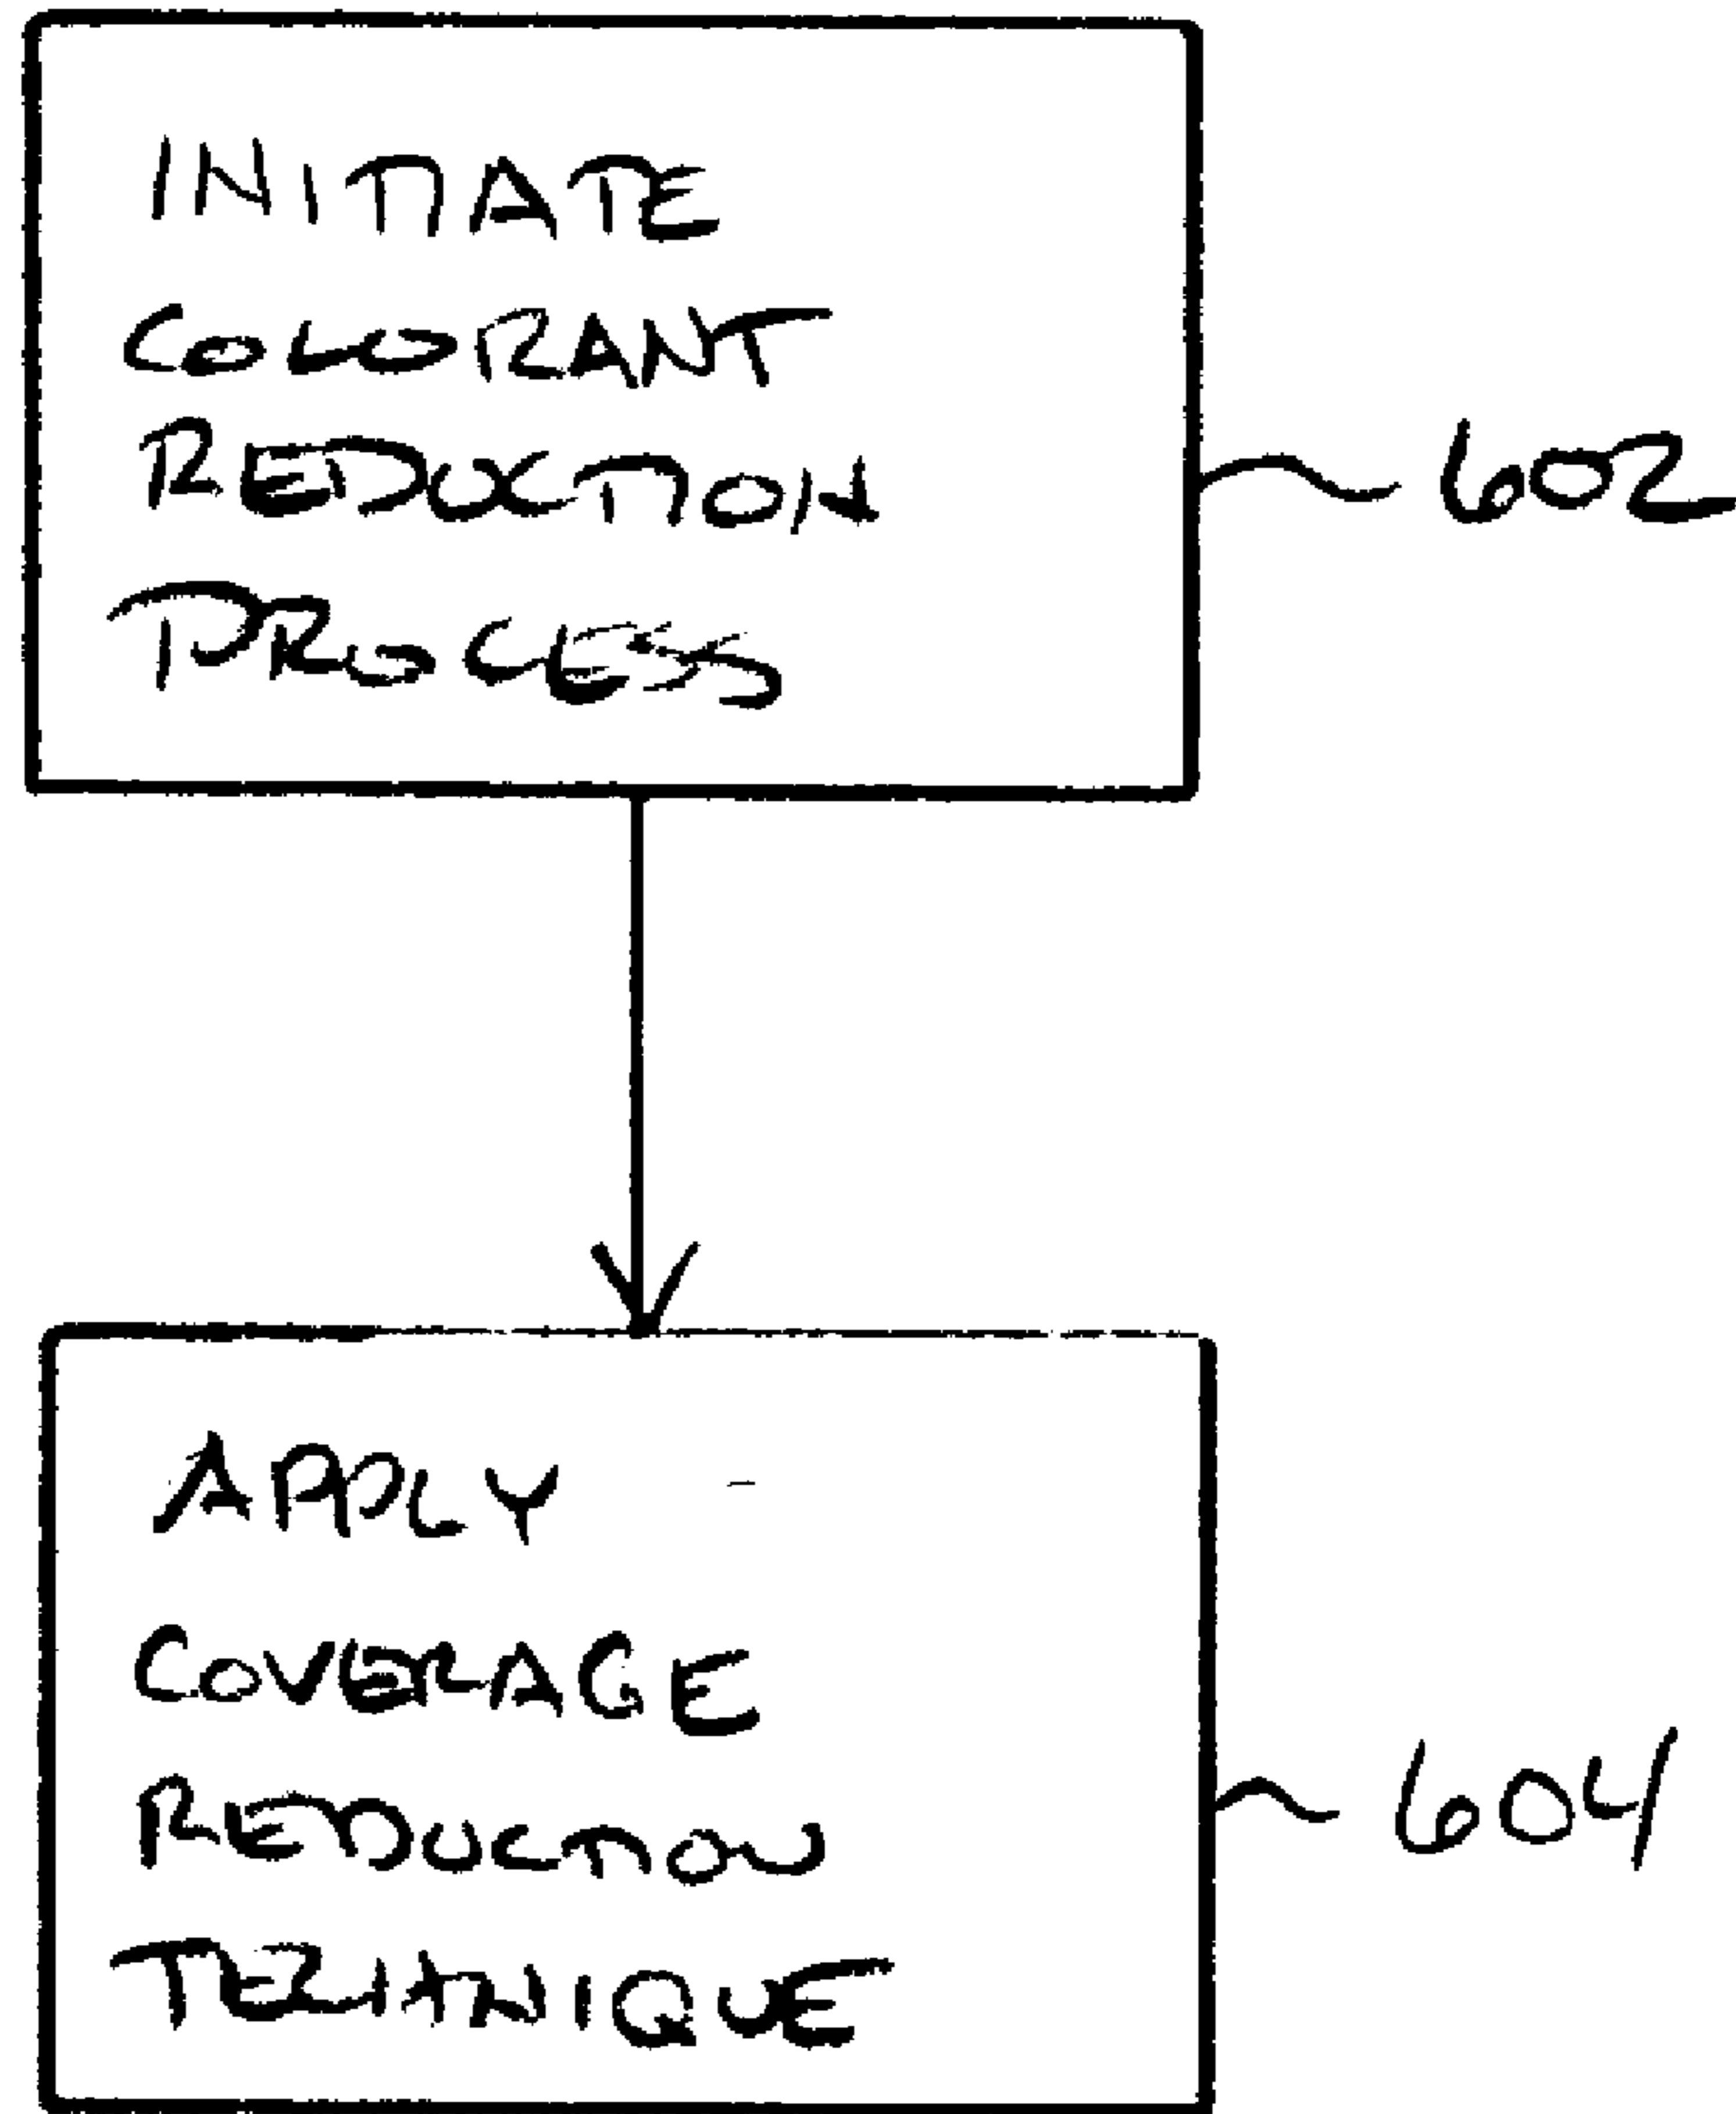 INITIATE
COLORANT
REDUCTION
PROCESS
602
APPLY
COVERAGE
REDUCTION
TECHNIQUE
604